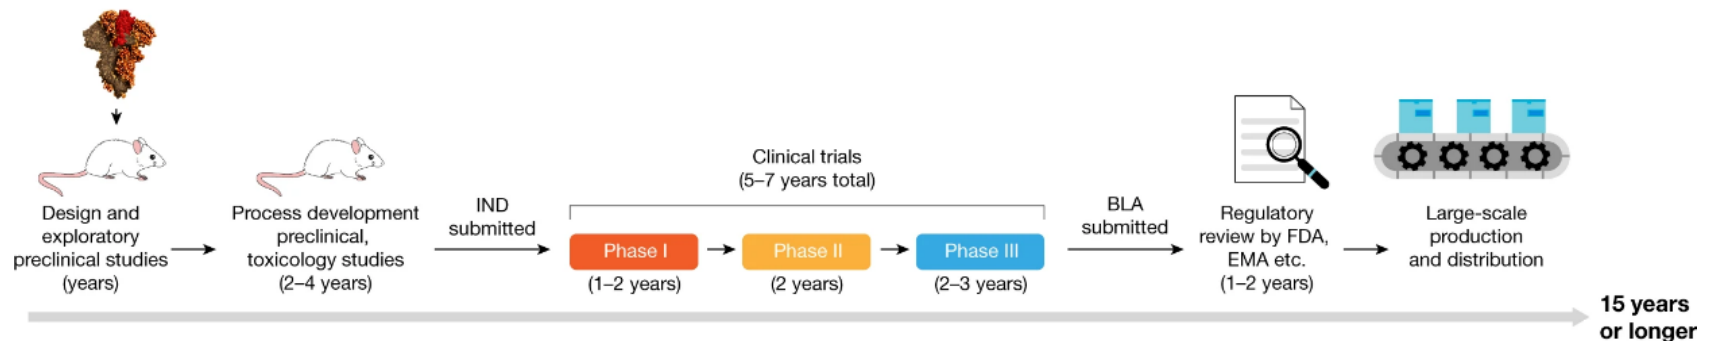 Design and
exploratory
preclinical studies
(years)
Process development
preclinical,
toxicology studies
(2–4 years)
IND
submitted
Clinical trials
(5–7 years total)
Phase I
(1–2 years)
Phase II
(2 years)
Phase III
(2–3 years)
BLA
submitted
Regulatory
review by FDA,
EMA etc.
(1–2 years)
Large-scale
production
and distribution
15 years
or longer